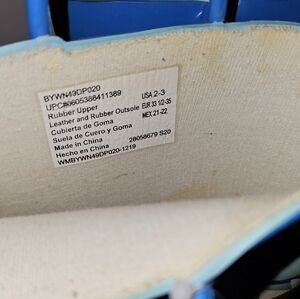 BYWN49DP020
UPC#0605388411389 USA 2-3
Rubber Upper
Leather and Rubber Outsole EUR 33 1/2-35
Cubierta de Goma MEX 21-22
Suela de Cuero y Goma
Made in China 28058679 S20
Hecho en China
WMBYWN49DP020-1219